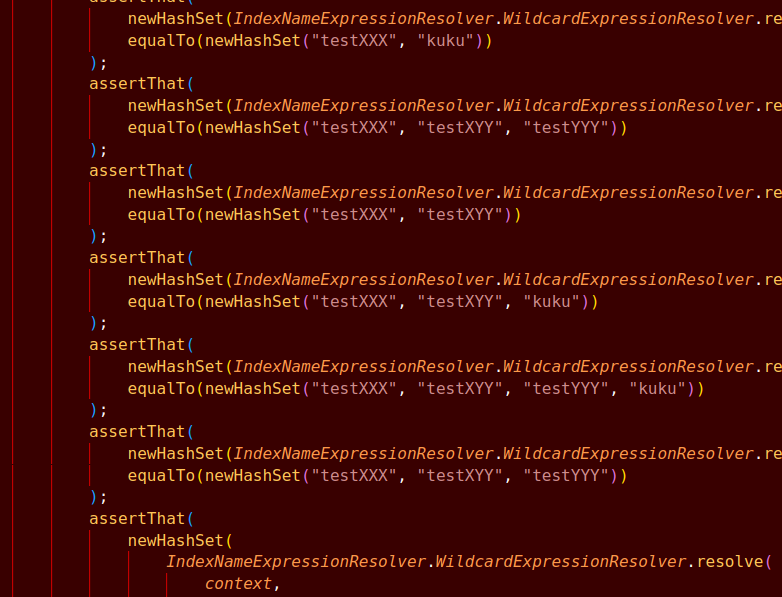 assertThat(
newHashSet(IndexNameExpressionResolver.WildcardExpressionResolver.re
equalTo(newHashSet("testXXX", "kuku"))
);
assertThat(
newHashSet(IndexNameExpressionResolver.WildcardExpressionResolver.re
equalTo(newHashSet("testXXX", "testXYY", "testYYY"))
);
assertThat(
newHashSet(IndexNameExpressionResolver.WildcardExpressionResolver.re
equalTo(newHashSet("testXXX", "testXYY"))
);
assertThat(
newHashSet(IndexNameExpressionResolver.WildcardExpressionResolver.re
equalTo(newHashSet("testXXX", "testXYY", "kuku"))
);
assertThat(
newHashSet(IndexNameExpressionResolver.WildcardExpressionResolver.re
equalTo(newHashSet("testXXX", "testXYY", "testYYY", "kuku"))
);
assertThat(
newHashSet(IndexNameExpressionResolver.WildcardExpressionResolver.re
equalTo(newHashSet("testXXX", "testXYY", "testYYY"))
);
assertThat(
newHashSet(
IndexNameExpressionResolver.WildcardExpressionResolver.resolve(
context,